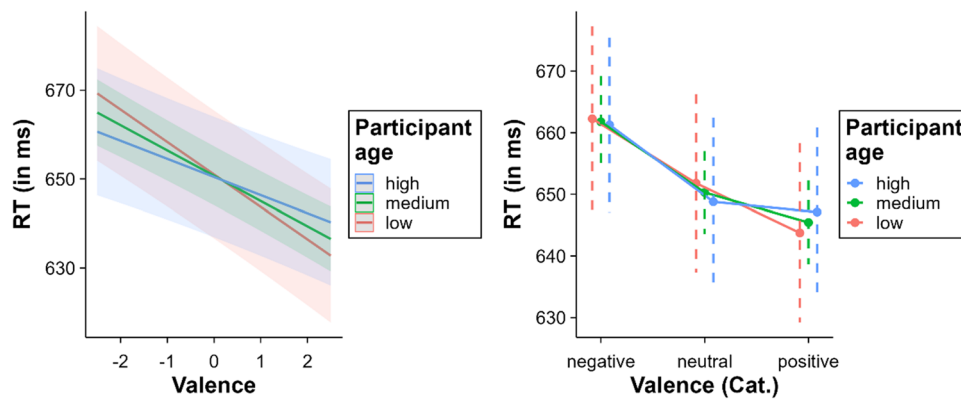 RT (in ms)
670
650
630
-2 -1 0 1 2
Valence
Participant
age
high
medium
low
RT (in ms)
670
660
650
640
630
negative neutral positive
Valence (Cat.)
Participant
age
high
medium
low